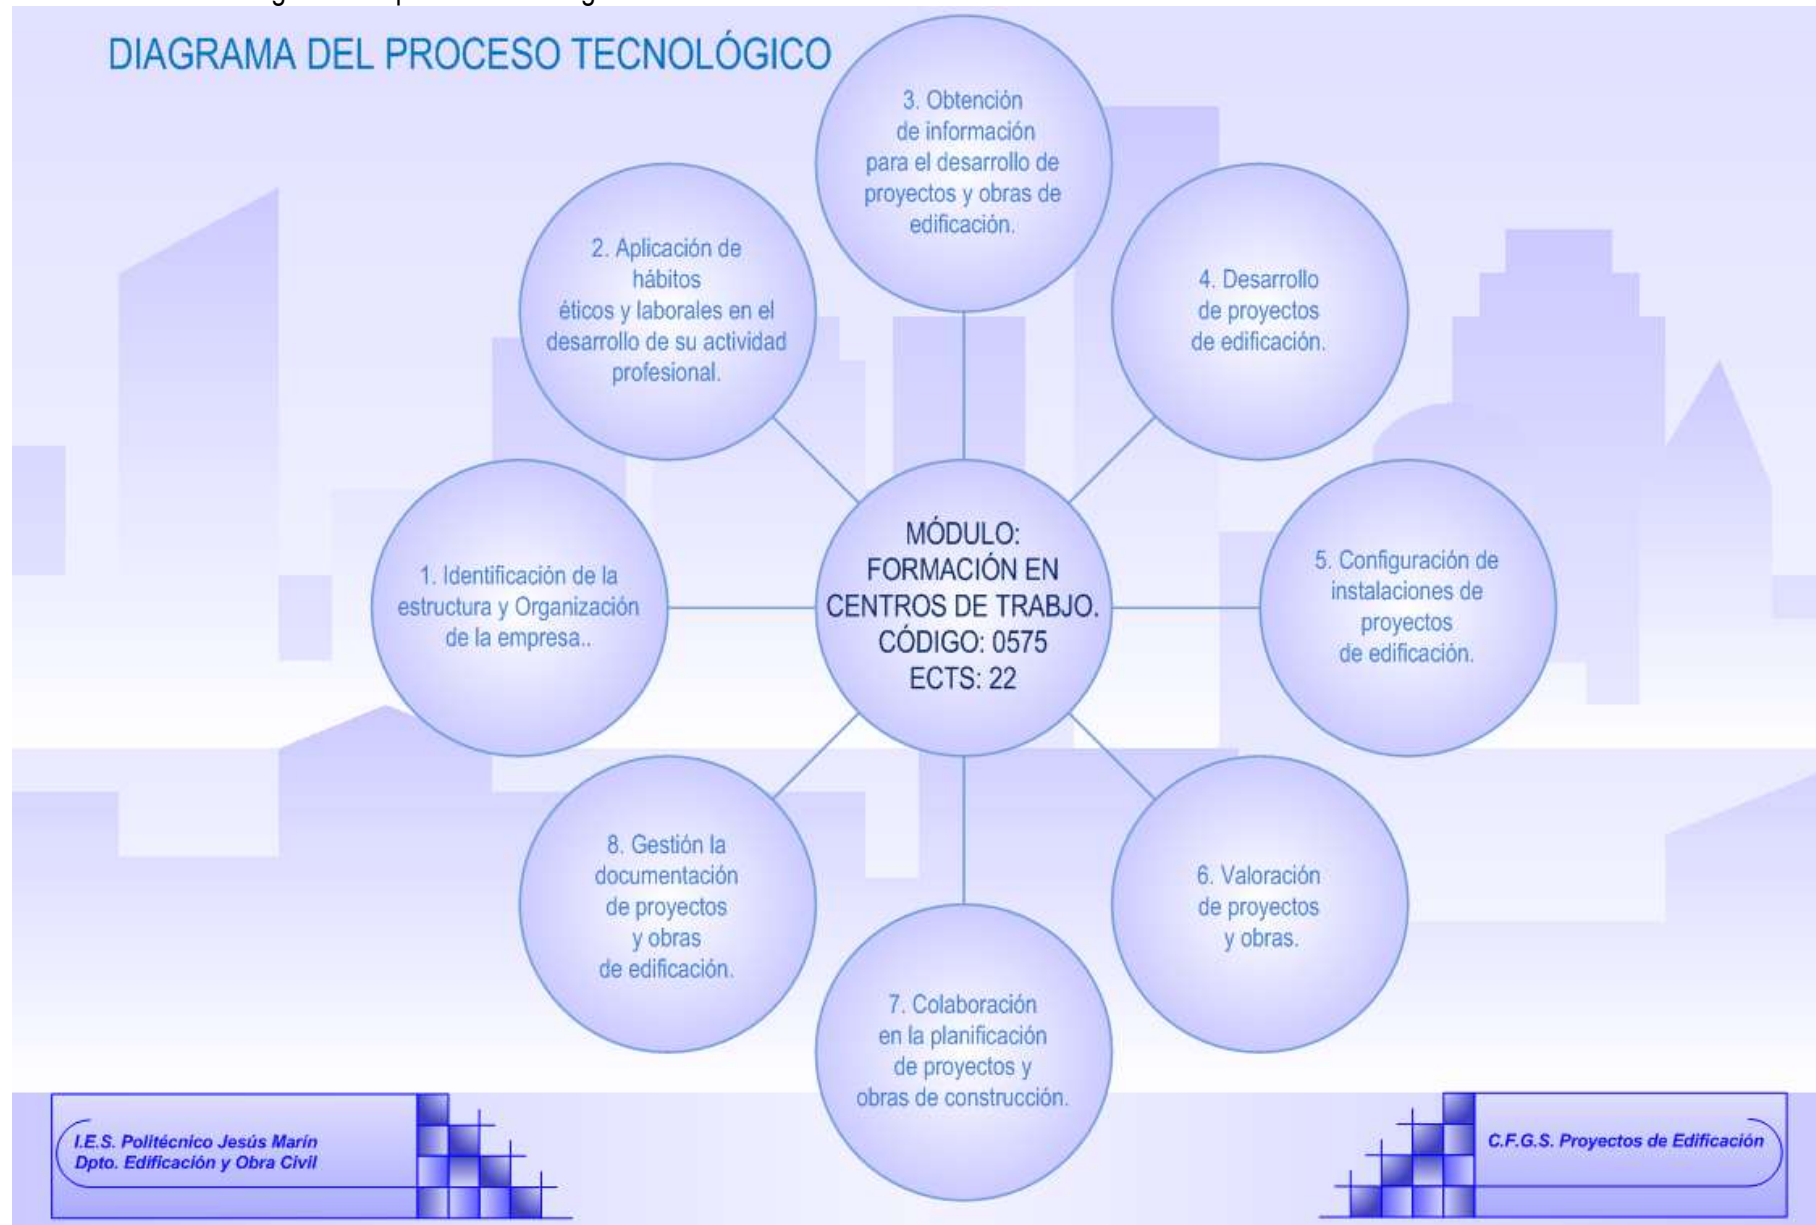 DIAGRAMA DEL PROCESO TECNOLÓGICO
3. Obtención
de información
para el desarrollo de
proyectos y obras de
edificación.
2. Aplicación de
hábitos
éticos y laborales en el
desarrollo de su actividad
profesional.
4. Desarrollo
de proyectos
de edificación.
1. Identificación de la
estructura y Organización
de la empresa..
MÓDULO:
FORMACIÓN EN
CENTROS DE TRABJO.
CÓDIGO: 0575
ECTS: 22
5. Configuración de
instalaciones de
proyectos
de edificación.
8. Gestión la
documentación
de proyectos
y obras
de edificación.
6. Valoración
de proyectos
y obras.
7. Colaboración
en la planificación
de proyectos y
obras de construcción.
I.E.S. Politécnico Jesús Marín
Dpto. Edificación y Obra Civil
C.F.G.S. Proyectos de Edificación